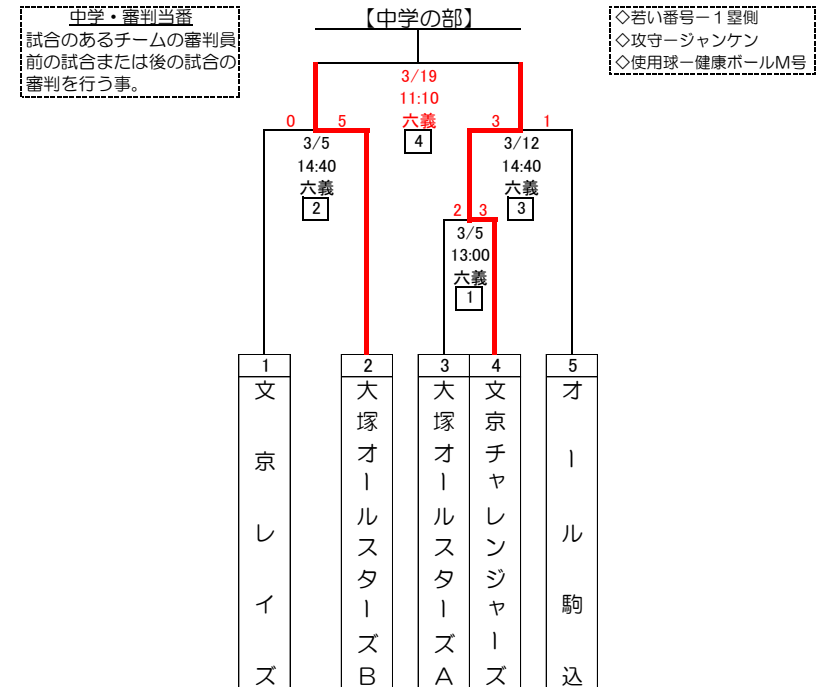 中学・審判当番
試合のあるチームの審判員
前の試合または後の試合の
審判を行う事。
【中学の部】
◇若い番号－１塁側
◇攻守－ジャンケン
◇使用球－健康ボールM号
3/19
11:10
六義
4
0 5
3/5
14:40
六義
2
3 1
3/12
14:40
六義
3
2 3
3/5
13:00
六義
1
1
文京レイズ
2
大塚オールスターズB
3
大塚オールスターズA
4
文京チャレンジャーズ
5
オール駒込